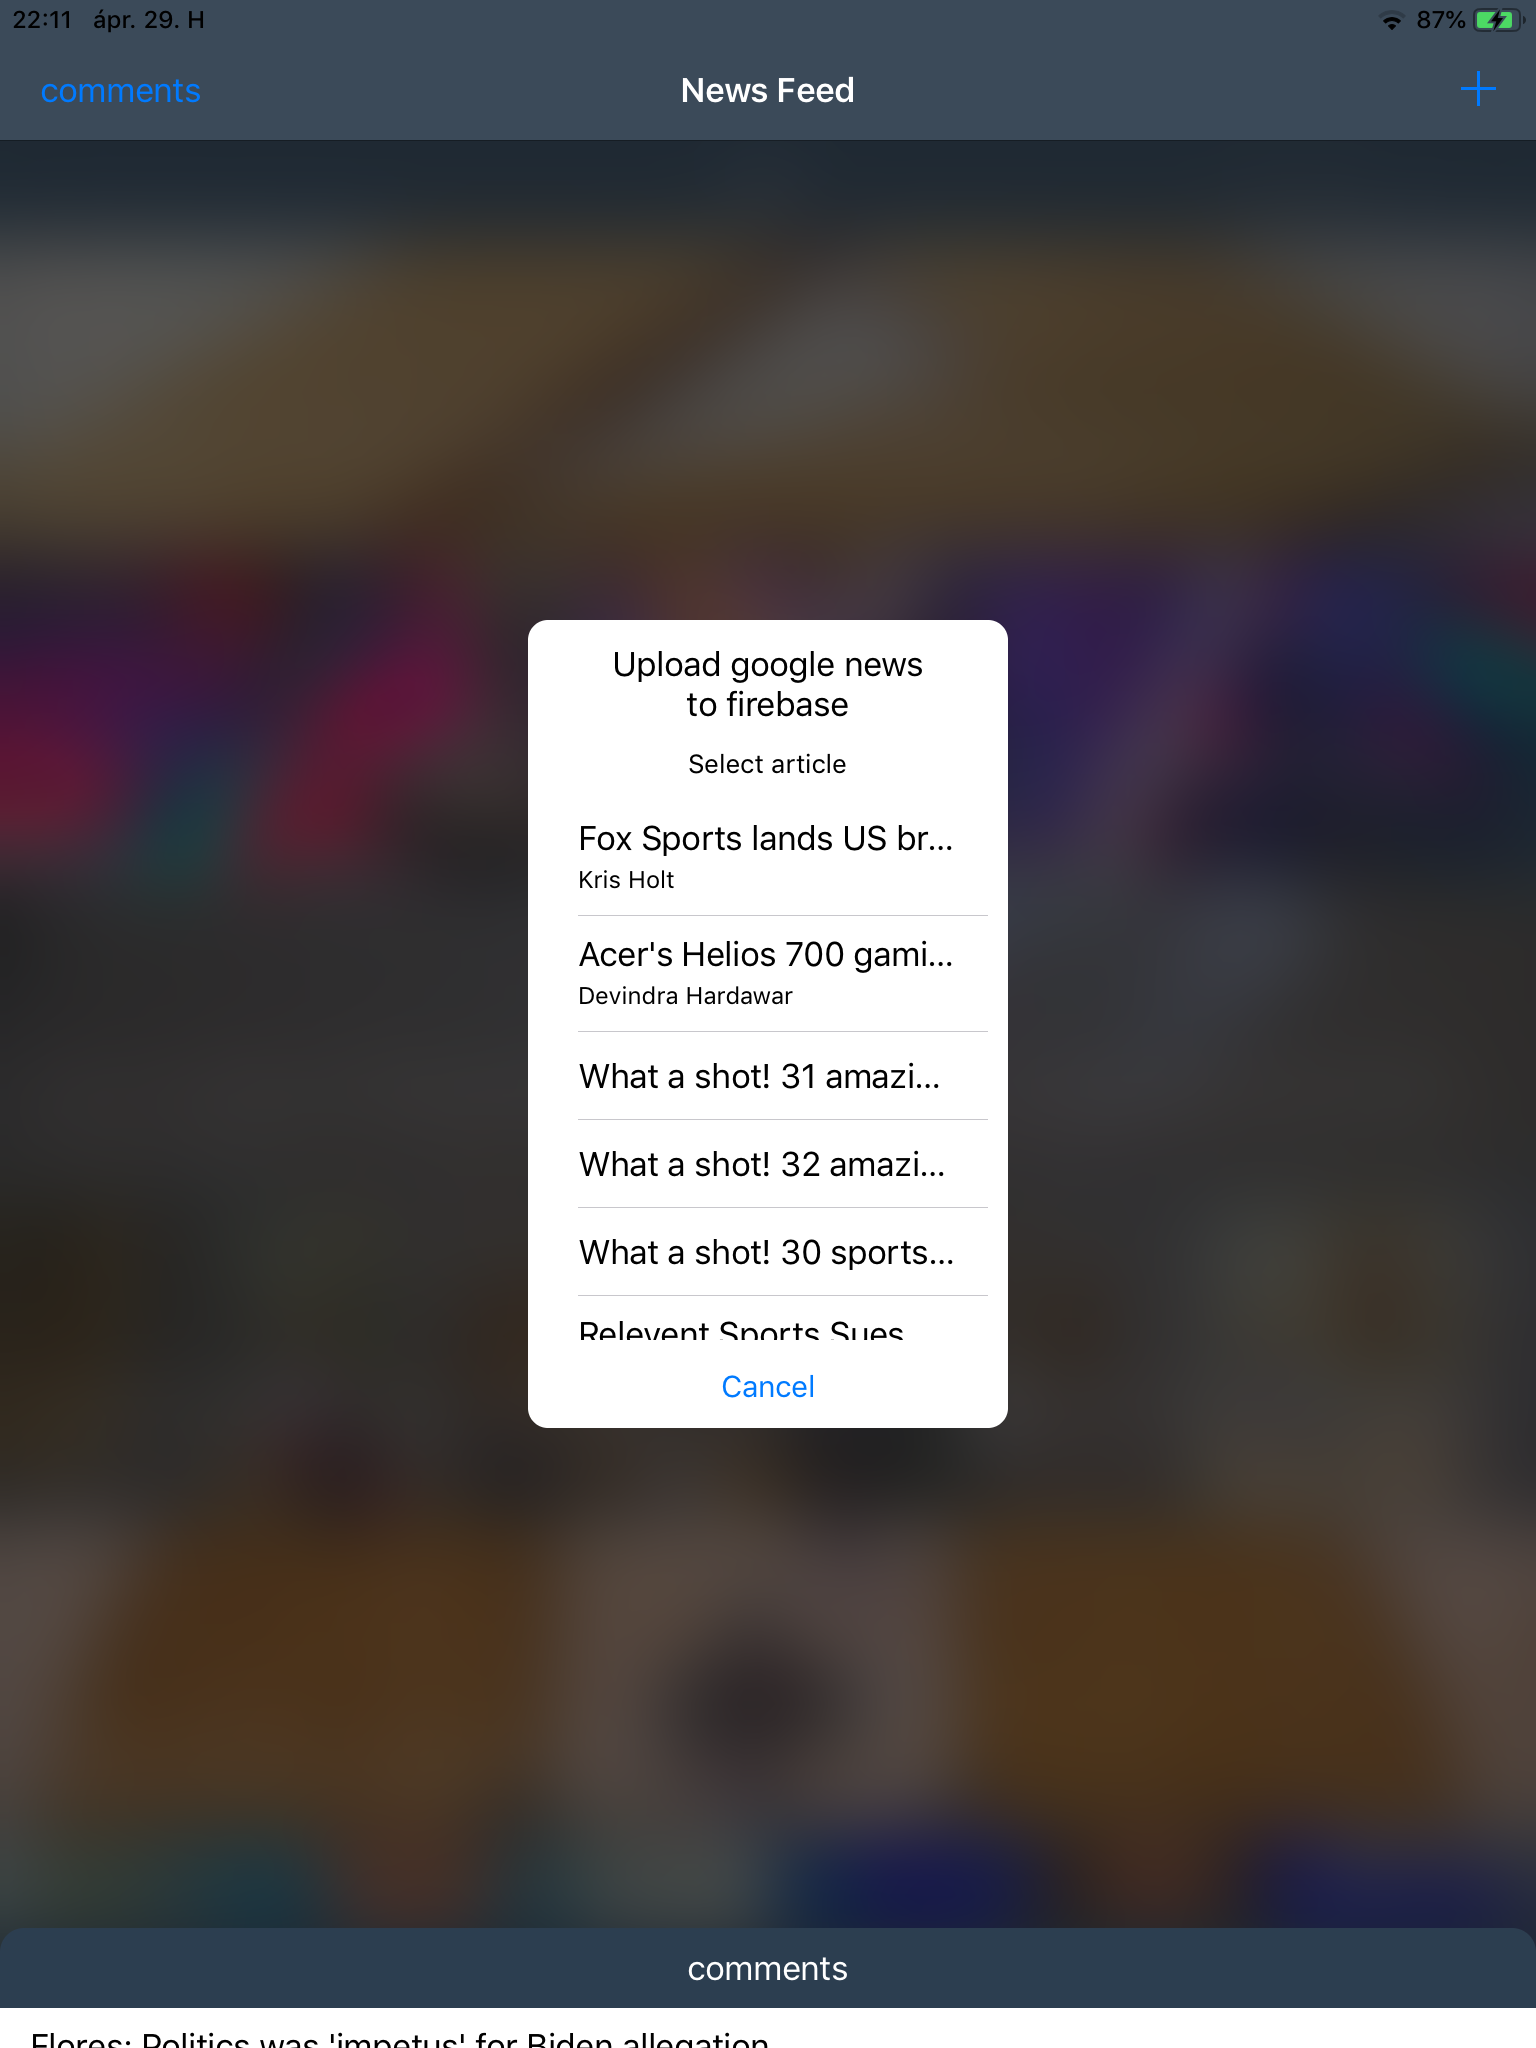 22:11 ápr. 29. H 87%
comments News Feed
Upload google news
to firebase
Select article
Fox Sports lands US br...
Kris Holt
Acer's Helios 700 gami...
Devindra Hardawar
What a shot! 31 amazi...
What a shot! 32 amazi...
What a shot! 30 sports...
Relevent Sports Sues
Cancel
comments
Flores: Politics was 'impetus' for Biden allegation